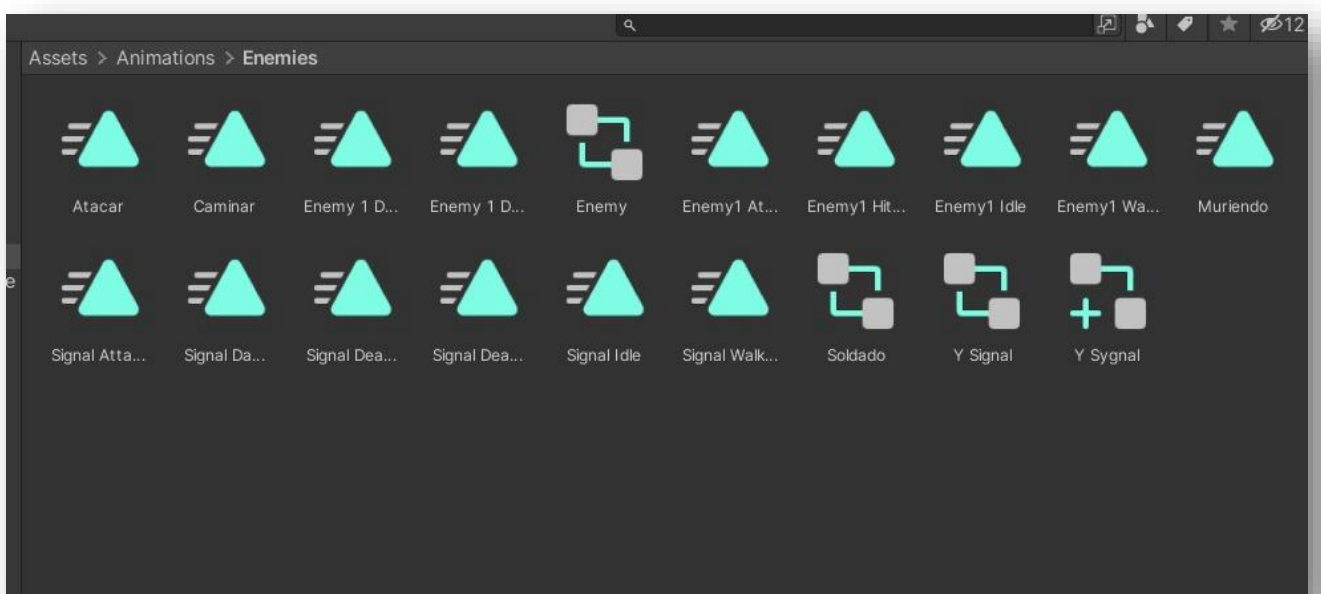 12
Assets > Animations > Enemies
Atacar Caminar Enemy 1 D... Enemy 1 D... Enemy Enemy1 At... Enemy1 Hit... Enemy1 Idle Enemy1 Wa... Muriendo
e
Signal Atta... Signal Da... Signal Dea... Signal Dea... Signal Idle Signal Walk... Soldado Y Signal Y Sygnal